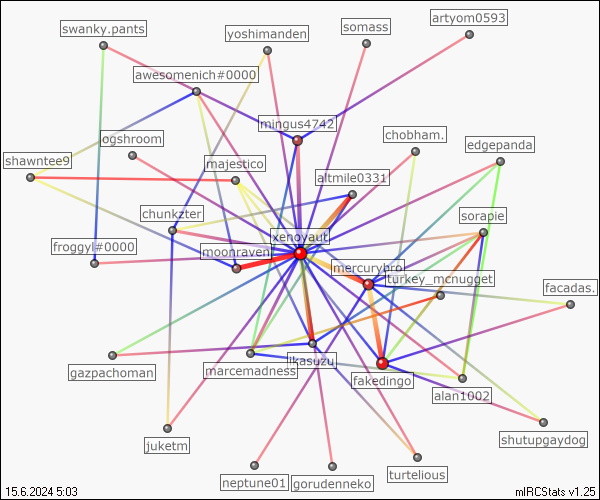 artyom0593
swanky.pants
somass
yoshimanden
awesomenich#0000
mingus4742
chobham.
ogshroom
edgepanda
shawntee9
majestico
altmile0331
chunkzter
sorapie
xenoyaut
froggyl#0000
moonraven
mercurybro
turkey_mcnugget
facadas.
likasuzu
gazpachoman
marcemadness
fakedingo
alan1002
juketm
shutupgaydog
turtelious
neptune01
gorudenneko
15.6.2024 5:03
mIRCStats v1.25